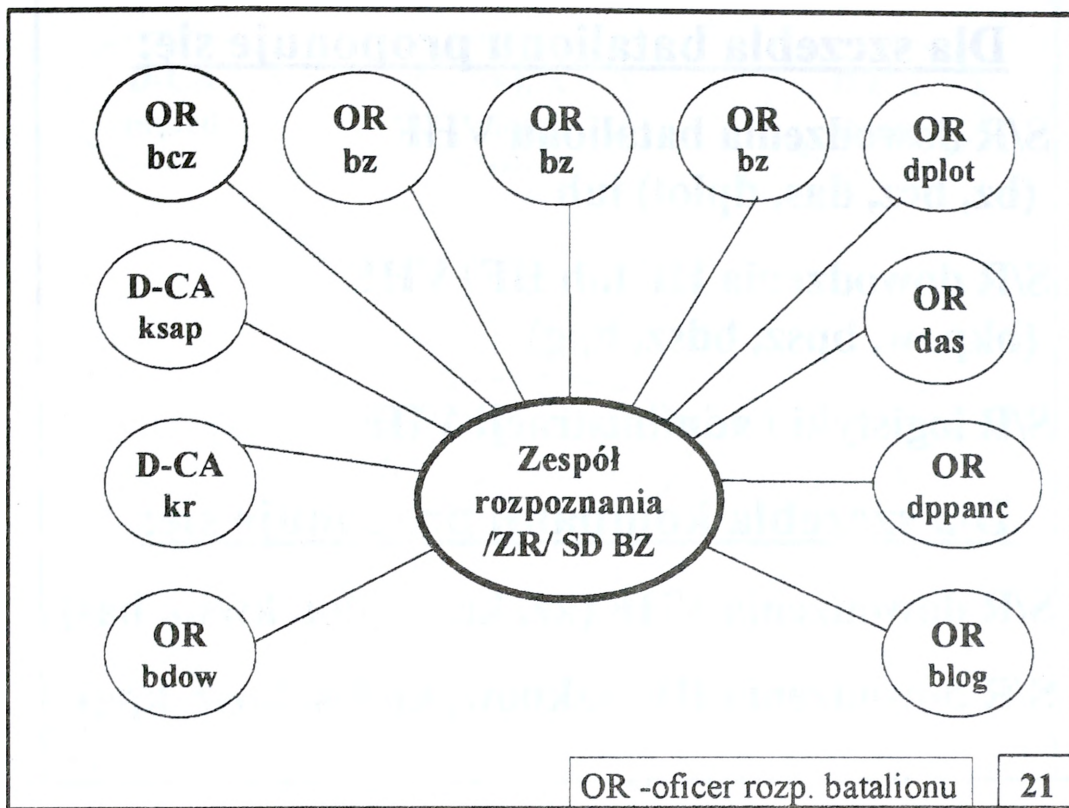 OR
bcz
OR
bz
OR
bz
OR
bz
OR
dplot
D-CA
ksap
OR
das
D-CA
kr
Zespół
rozpoznania
/ZR/ SD BZ
OR
dppanc
OR
bdow
OR
blog
OR -oficer rozp. batalionu
21